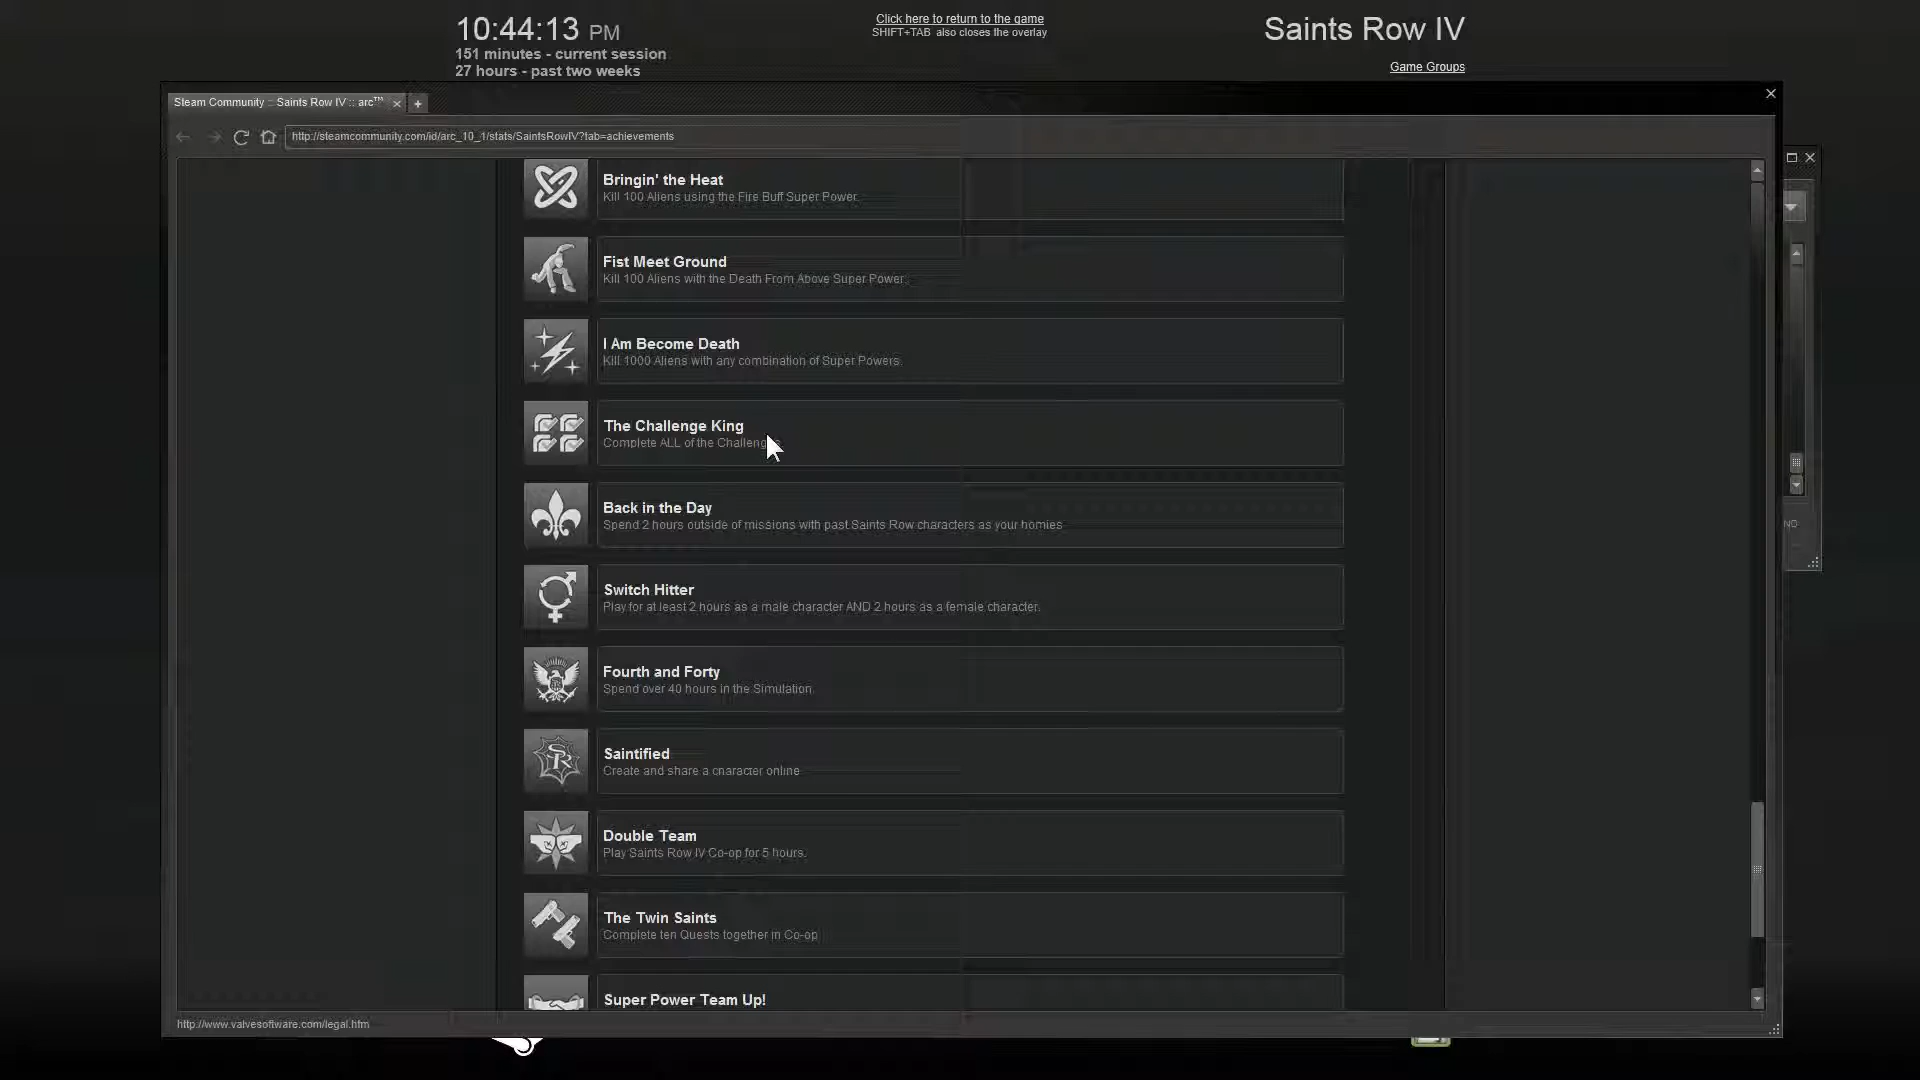 10:44:13 PM
151 minutes - current session
27 hours - past two weeks
Click here to return to the game
SHIFT+TAB also closes the overlay
Saints Row IV
Game Groups
Steam Community :: Saints Row IV :: arc™
http://steamcommunity.com/id/arc_10_1/stats/SaintsRowIV?tab=achievements
Bringin' the Heat
Kill 100 Aliens using the Fire Buff Super Power.
Fist Meet Ground
Kill 100 Aliens with the Death From Above Super Power.
I Am Become Death
Kill 1000 Aliens with any combination of Super Powers.
The Challenge King
Complete ALL of the Challenges
Back in the Day
Spend 2 hours outside of missions with past Saints Row characters as your homies
Switch Hitter
Play for at least 2 hours as a male character AND 2 hours as a female character.
Fourth and Forty
Spend over 40 hours in the Simulation.
Saintified
Create and share a character online
Double Team
Play Saints Row IV Co-op for 5 hours.
The Twin Saints
Complete ten Quests together in Co-op
Super Power Team Up!
http://www.valvesoftware.com/legal.htm